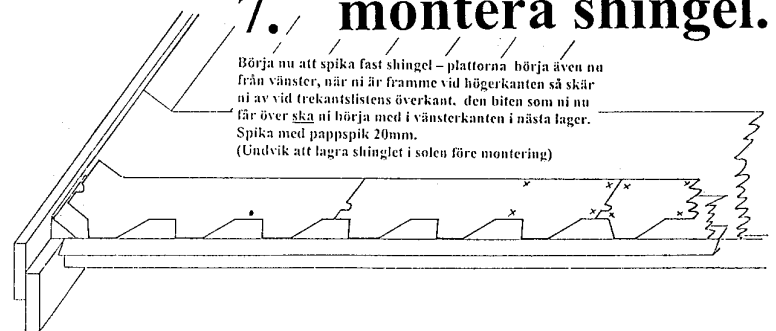 7. montera shingel.
Börja nu att spika fast shingel – plattorna börja även nu
från vänster, när ni är framme vid högerkanten så skär
ni av vid trekantslistens överkant. den biten som ni nu
får över ska ni börja med i vänsterkanten i nästa lager.
Spika med pappspik 20mm.
(Undvik att lagra shinglet i solen före montering)